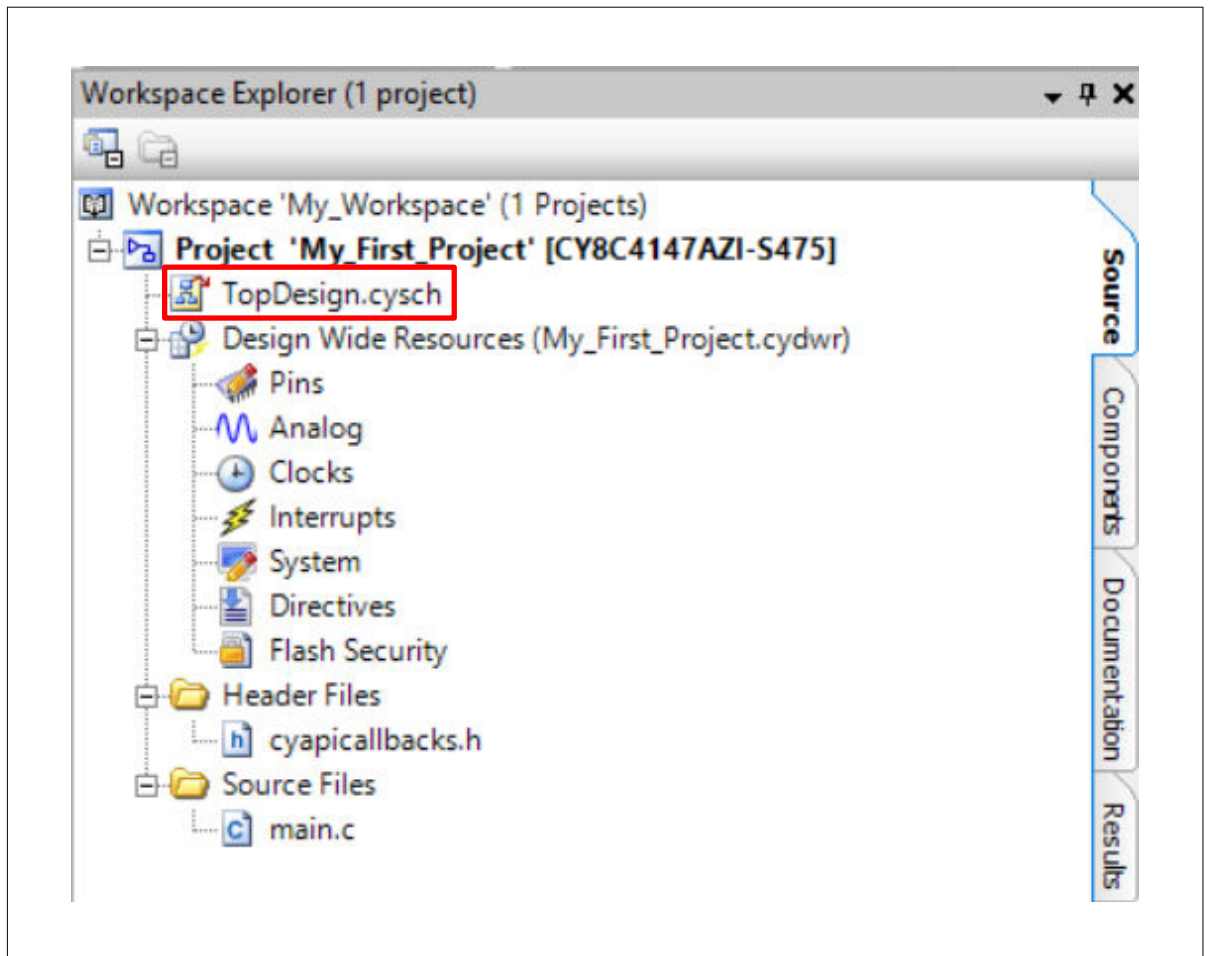 Workspace Explorer (1 project)
Workspace 'My_Workspace' (1 Projects)
Project 'My_First_Project' [CY8C4147AZI-S475]
TopDesign.cysch
Design Wide Resources (My_First_Project.cydwr)
Pins
Analog
Clocks
Interrupts
System
Directives
Flash Security
Header Files
h cyapicallbacks.h
Source Files
c main.c
Source
Components
Documentation
Results